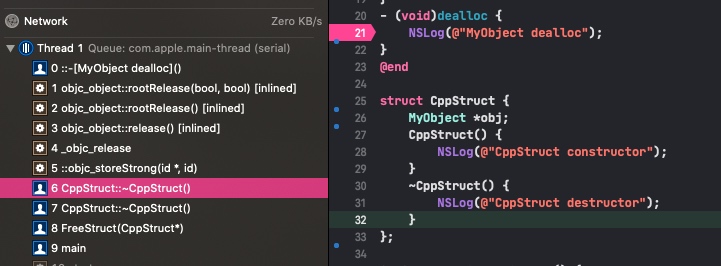 Network Zero KB/s
Thread 1 Queue: com.apple.main-thread (serial)
0 ::-[MyObject dealloc]()
1 objc_object::rootRelease(bool, bool) [inlined]
2 objc_object::rootRelease() [inlined]
3 objc_object::release() [inlined]
4 _objc_release
5 ::objc_storeStrong(id *, id)
6 CppStruct::~CppStruct()
7 CppStruct::~CppStruct()
8 FreeStruct(CppStruct*)
9 main
20 - (void)dealloc {
21 NSLog(@"MyObject dealloc");
22 }
23 @end
24
25 struct CppStruct {
26 MyObject *obj;
27 CppStruct() {
28 NSLog(@"CppStruct constructor");
29 }
30 ~CppStruct() {
31 NSLog(@"CppStruct destructor");
32 }
33 };
34